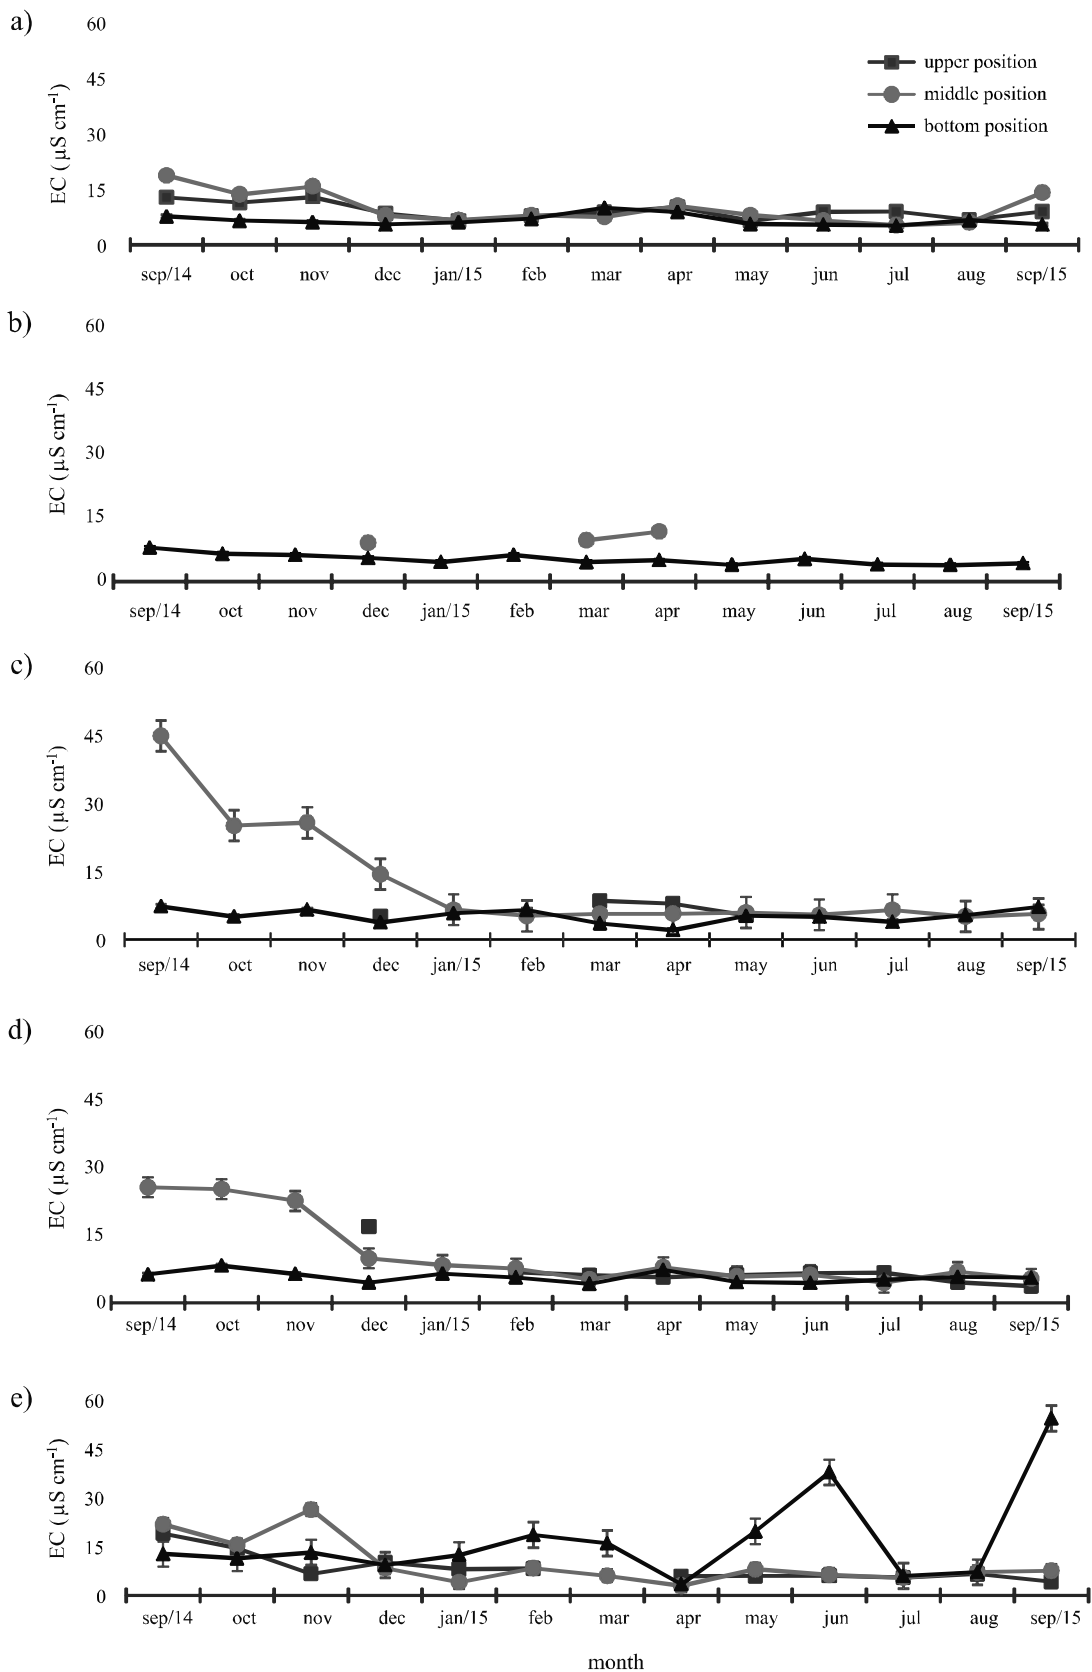 a)
60
45
30
15
0
EC ( µS cm-1)
upper position
middle position
bottom position
sep/14 oct nov dec jan/15 feb mar apr may jun jul aug sep/15
b)
60
45
30
15
0
EC ( µS cm-1)
sep/14 oct nov dec jan/15 feb mar apr may jun jul aug sep/15
c)
60
45
30
15
0
EC ( µS cm-1)
sep/14 oct nov dec jan/15 feb mar apr may jun jul aug sep/15
d)
60
45
30
15
0
EC ( µS cm-1)
sep/14 oct nov dec jan/15 feb mar apr may jun jul aug sep/15
e)
60
45
30
15
0
EC ( µS cm-1)
sep/14 oct nov dec jan/15 feb mar apr may jun jul aug sep/15
month